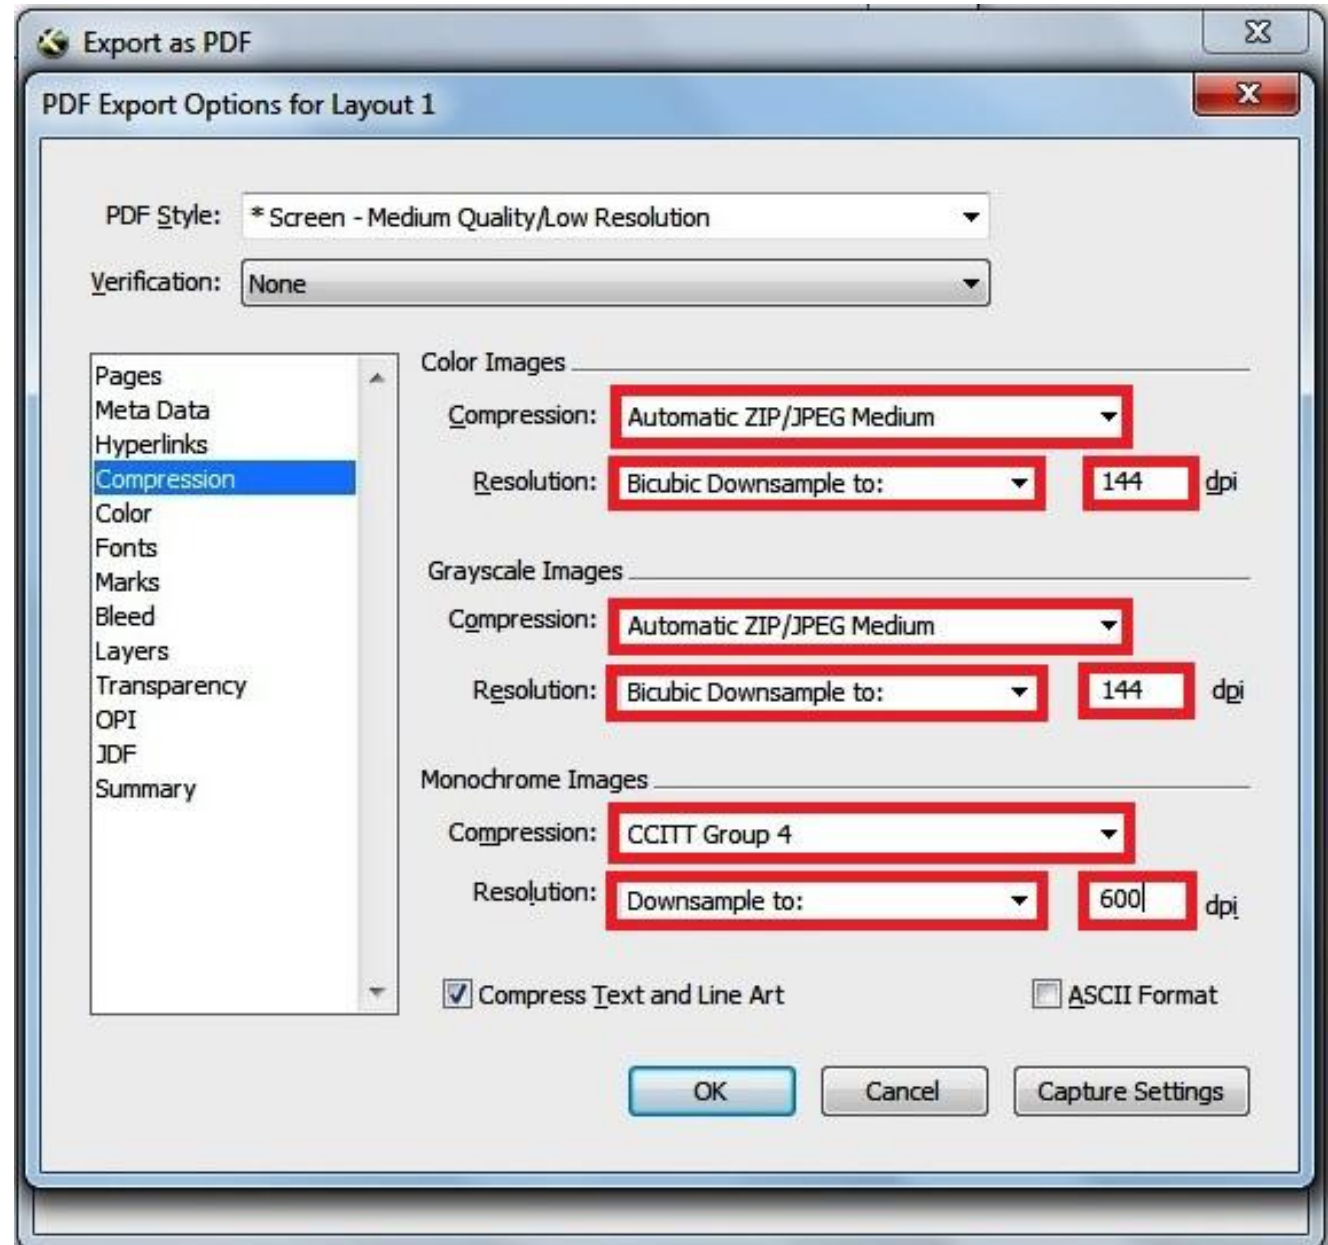 Export as PDF
PDF Export Options for Layout 1
PDF Style: * Screen - Medium Quality/Low Resolution
Verification: None
Pages
Meta Data
Hyperlinks
Compression
Color
Fonts
Marks
Bleed
Layers
Transparency
OPI
JDF
Summary
Color Images
Compression: Automatic ZIP/JPEG Medium
Resolution: Bicubic Downsample to: 144 dpi
Grayscale Images
Compression: Automatic ZIP/JPEG Medium
Resolution: Bicubic Downsample to: 144 dpi
Monochrome Images
Compression: CCITT Group 4
Resolution: Downsample to: 600 dpi
Compress Text and Line Art ASCII Format
OK Cancel Capture Settings